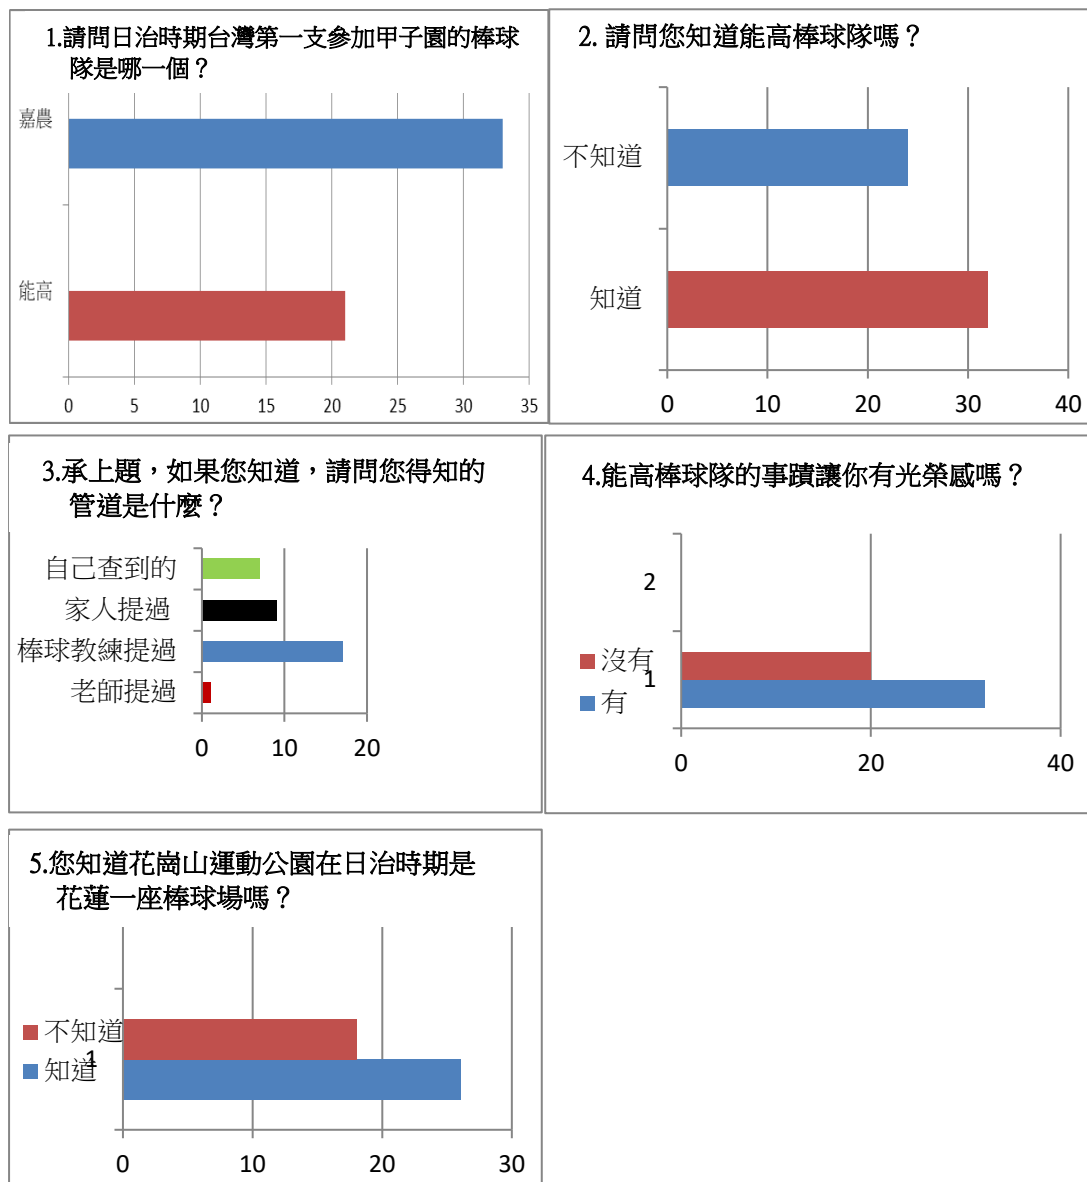 1.請問日治時期台灣第一支參加甲子園的棒球
隊是哪一個？
嘉農
能高
0 5 10 15 20 25 30 35
2. 請問您知道能高棒球隊嗎？
不知道
知道
0 10 20 30 40
3.承上題，如果您知道，請問您得知的
管道是什麼？
自己查到的
家人提過
棒球教練提過
老師提過
0 10 20
4.能高棒球隊的事蹟讓你有光榮感嗎？
2
沒有
1
有
0 20 40
5.您知道花崗山運動公園在日治時期是
花蓮一座棒球場嗎？
不知道
1
知道
0 10 20 30